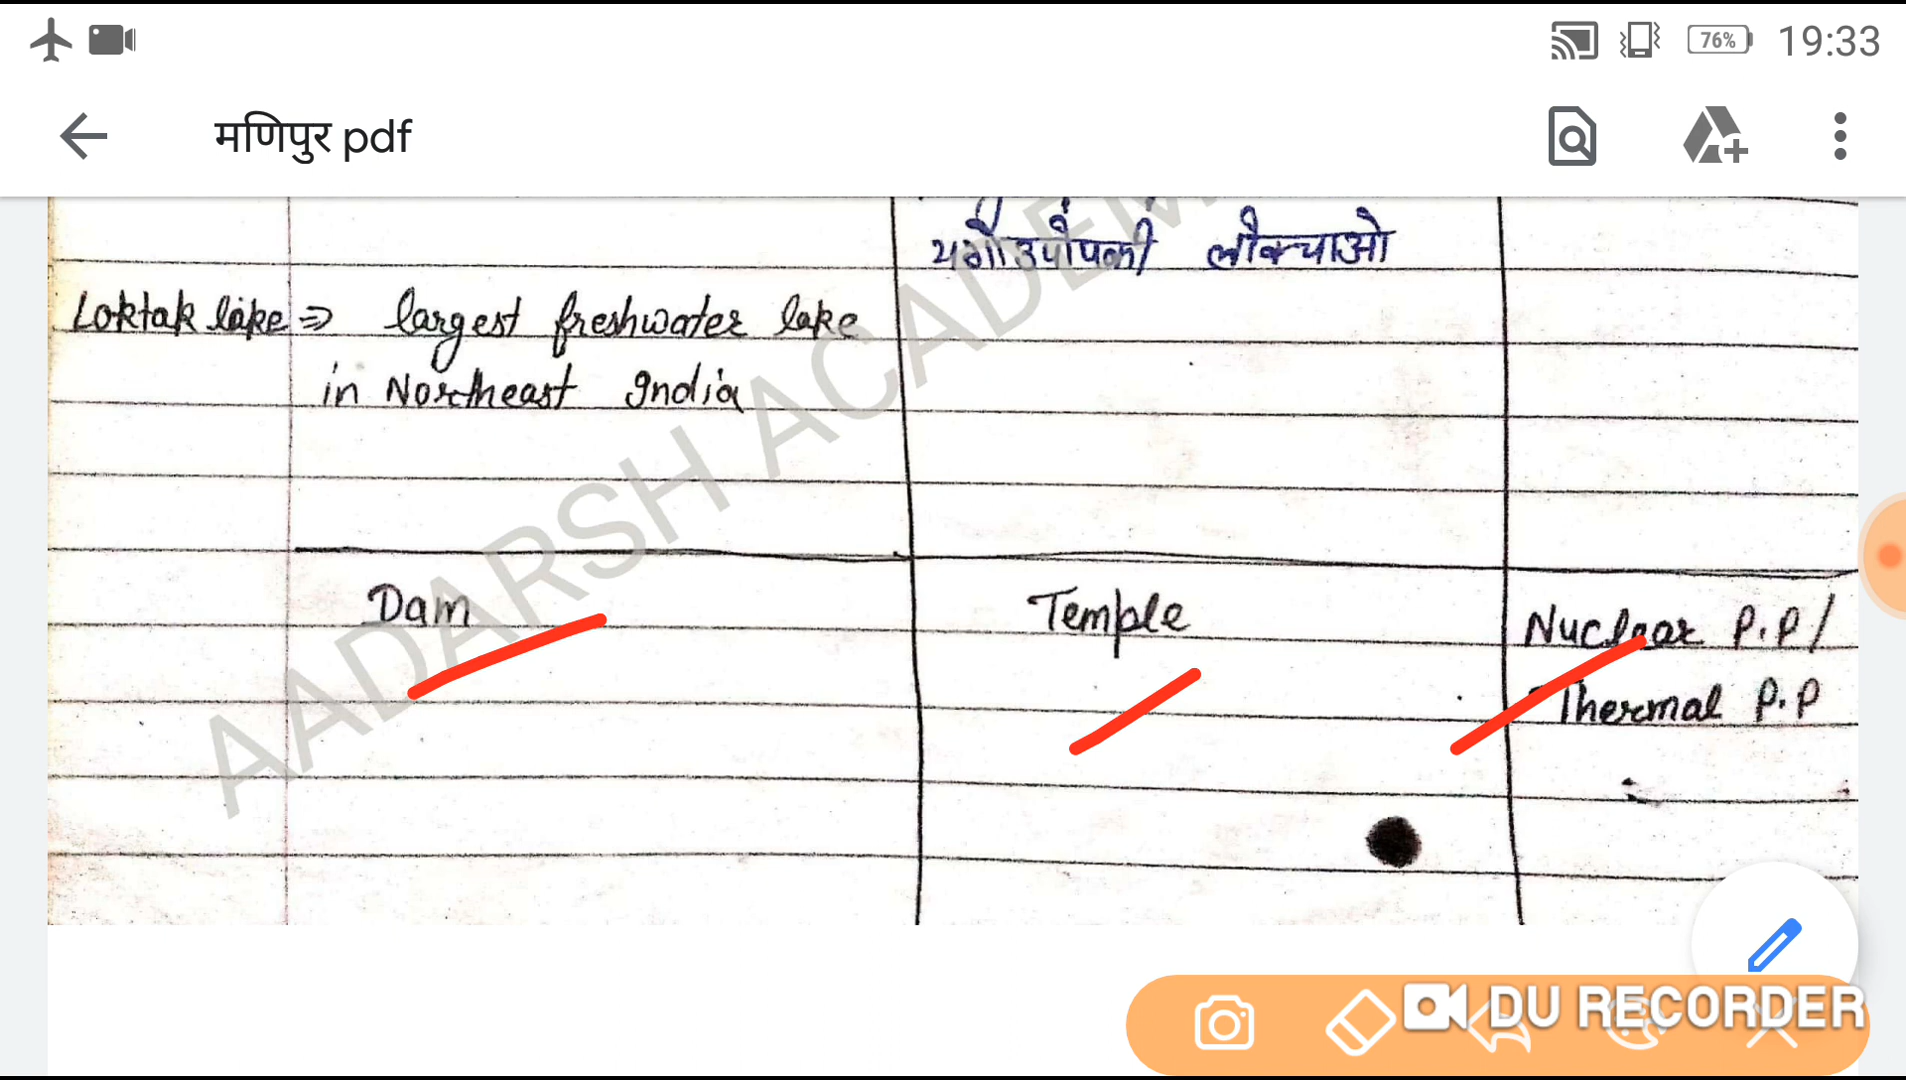 76% 19:33
मणिपुर pdf
लोकचाओ
Loktak lake ⇒ largest freshwater lake
in Northeast India
AADARSH ACADEM
Dam Temple Nuclear P.P/
Thermal P.P
DU RECORDER